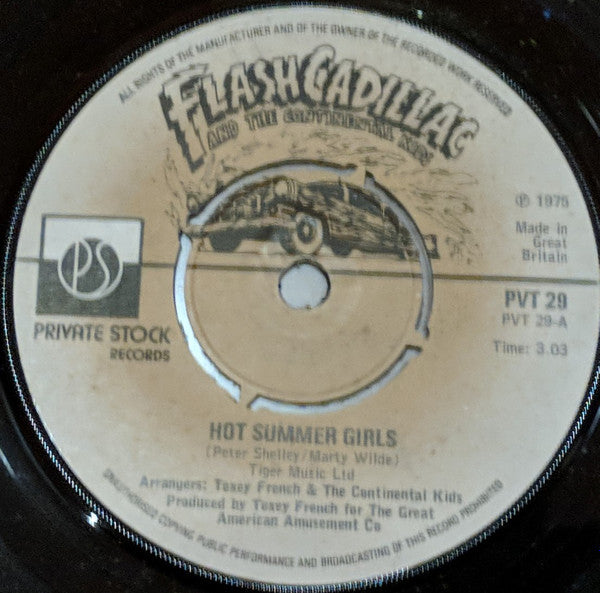 ALL RIGHTS OF THE MANUFACTURER AND OF THE OWNER OF THE RECORDED WORK RESERVED
FLASH CADILLAC
AND THE CONTINENTAL KIDS
℗ 1975
Made in
Great
Britain
PS
PRIVATE STOCK
RECORDS
PVT 29
PVT 29-A
Time: 3.03
HOT SUMMER GIRLS
(Peter Shelley/Marty Wilde)
Tiger Music Ltd
Arrangers: Toxey French & The Continental Kids
Produced by Toxey French for The Great
American Amusement Co
UNAUTHORISED COPYING PUBLIC PERFORMANCE AND BROADCASTING OF THIS RECORD PROHIBITED